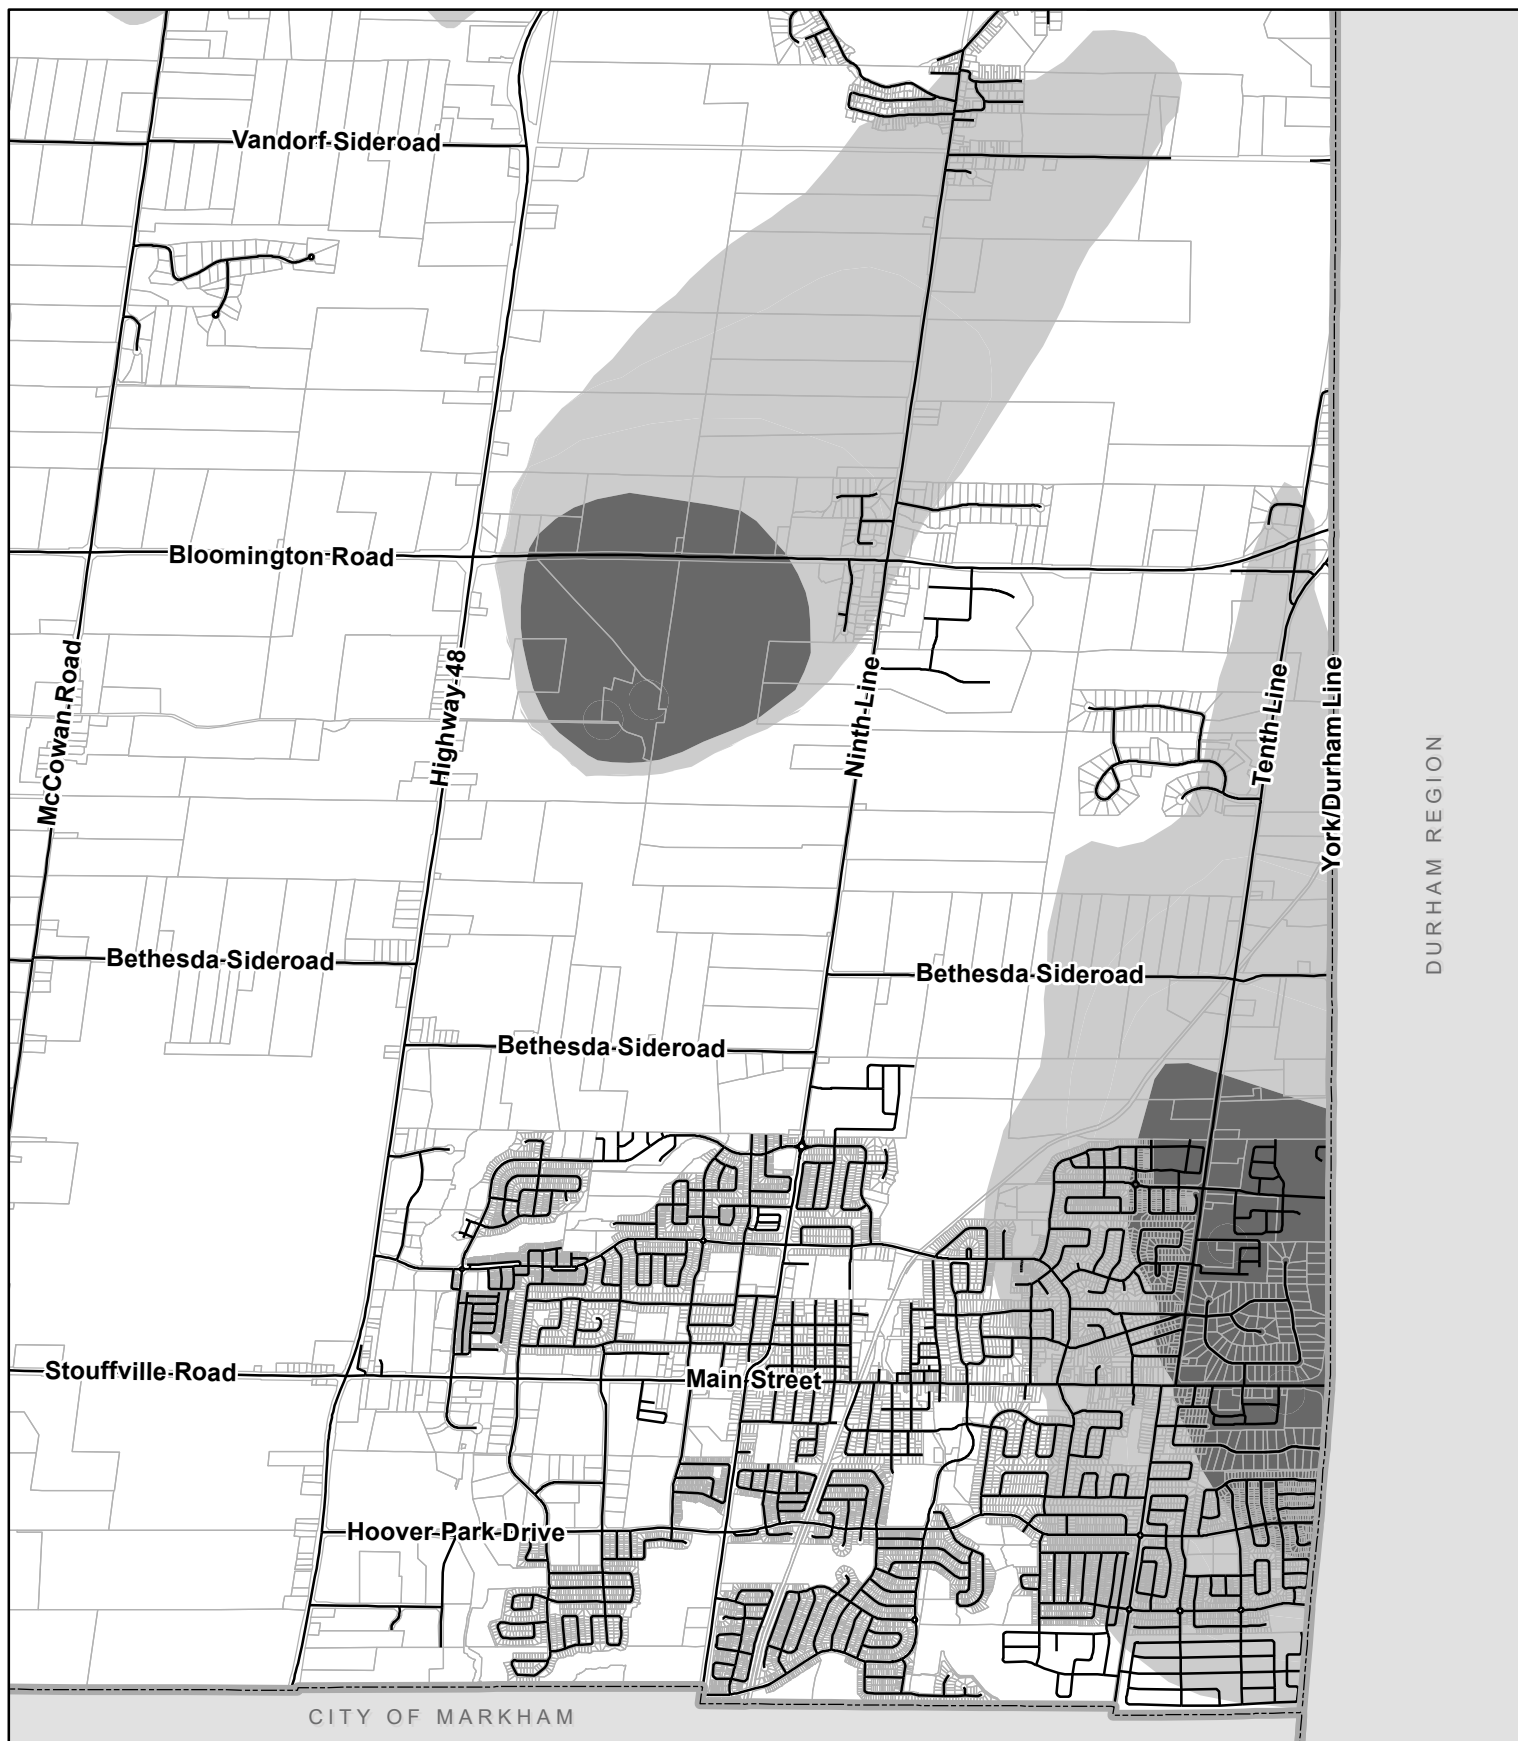 Vandorf Sideroad
Bloomington Road
McCowan Road
Highway 48
Ninth Line
Tenth Line
York/Durham Line
DURHAM REGION
Bethesda Sideroad
Bethesda Sideroad
Bethesda Sideroad
Stouffville Road
Main Street
Hoover Park Drive
CITY OF MARKHAM